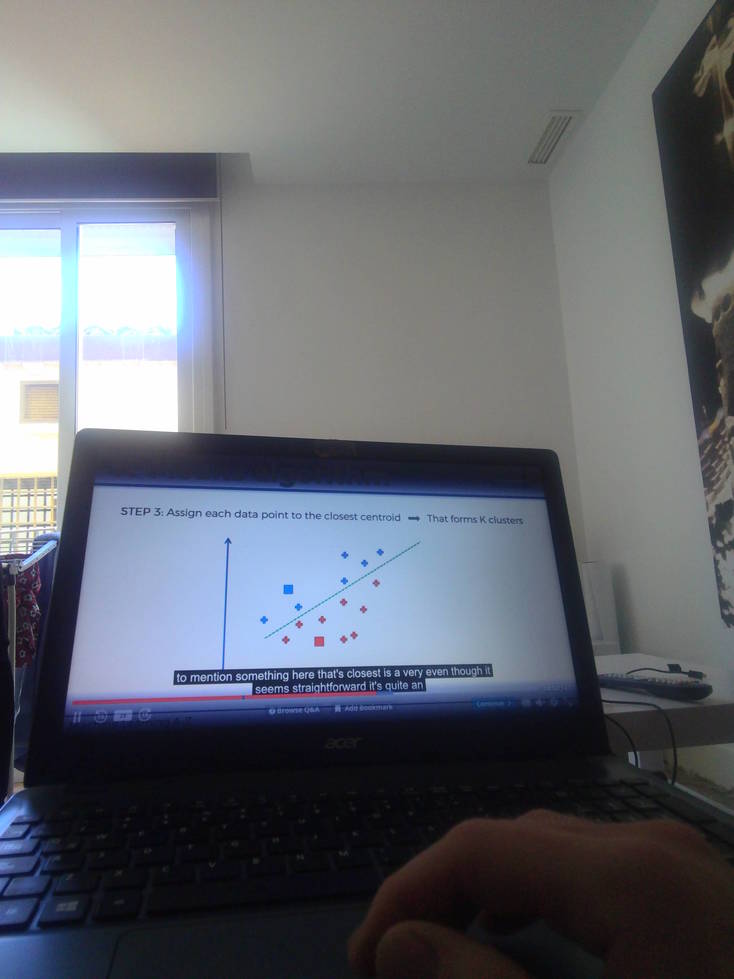 STEP 3: Assign each data point to the closest centroid ➡ That forms K clusters
to mention something here that's closest is a very even though it
seems straightforward it's quite an
Browse Q&A Add Bookmark
Continue
acer